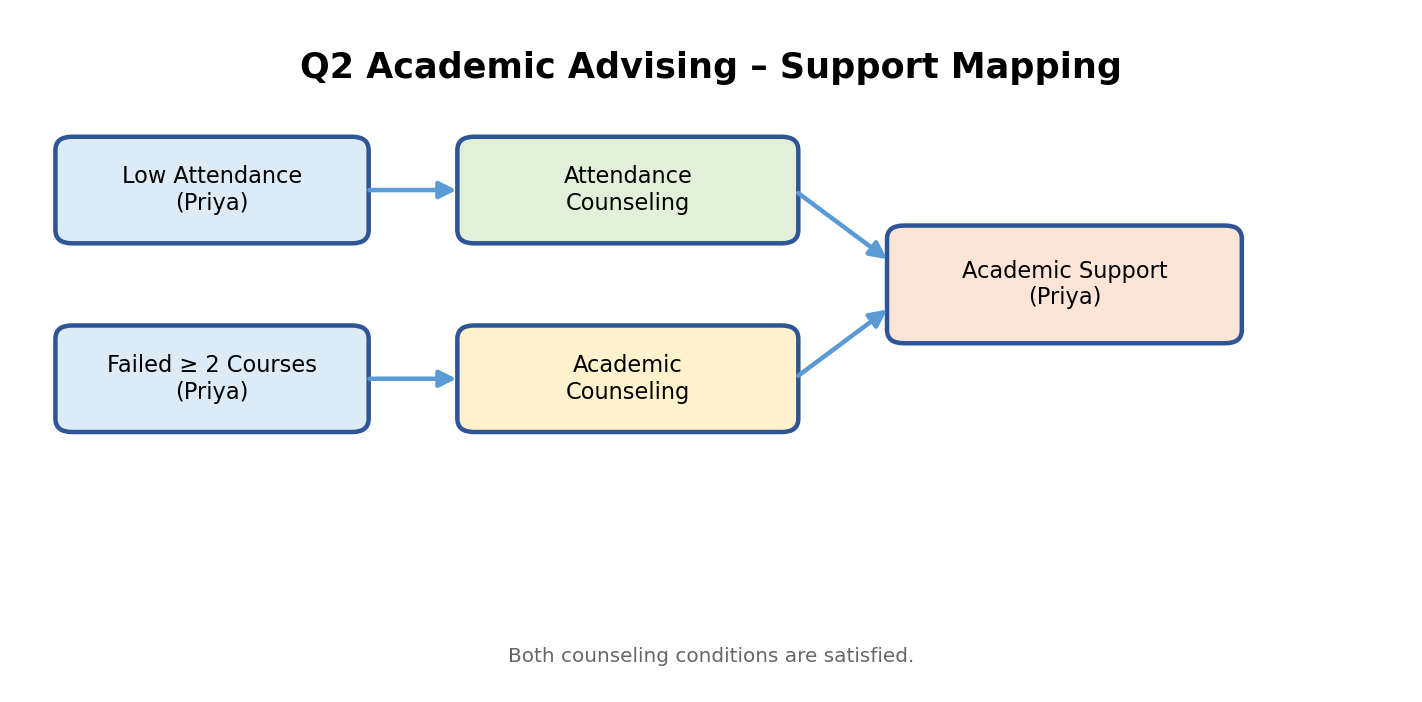 Q2 Academic Advising – Support Mapping
Low Attendance
(Priya)
Attendance
Counseling
Academic Support
(Priya)
Failed ≥ 2 Courses
(Priya)
Academic
Counseling
Both counseling conditions are satisfied.